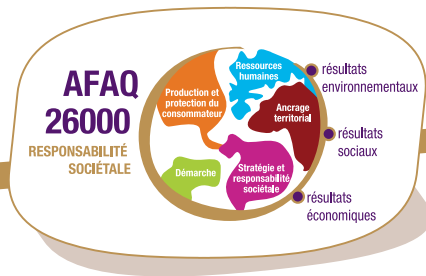 AFAQ
26000
RESPONSABILITÉ
SOCIÉTALE
Production et
protection du
consommateur
Ressources
humaines
Ancrage
territorial
Démarche
Stratégie et
responsabilité
sociétale
résultats
environnementaux
résultats
sociaux
résultats
économiques